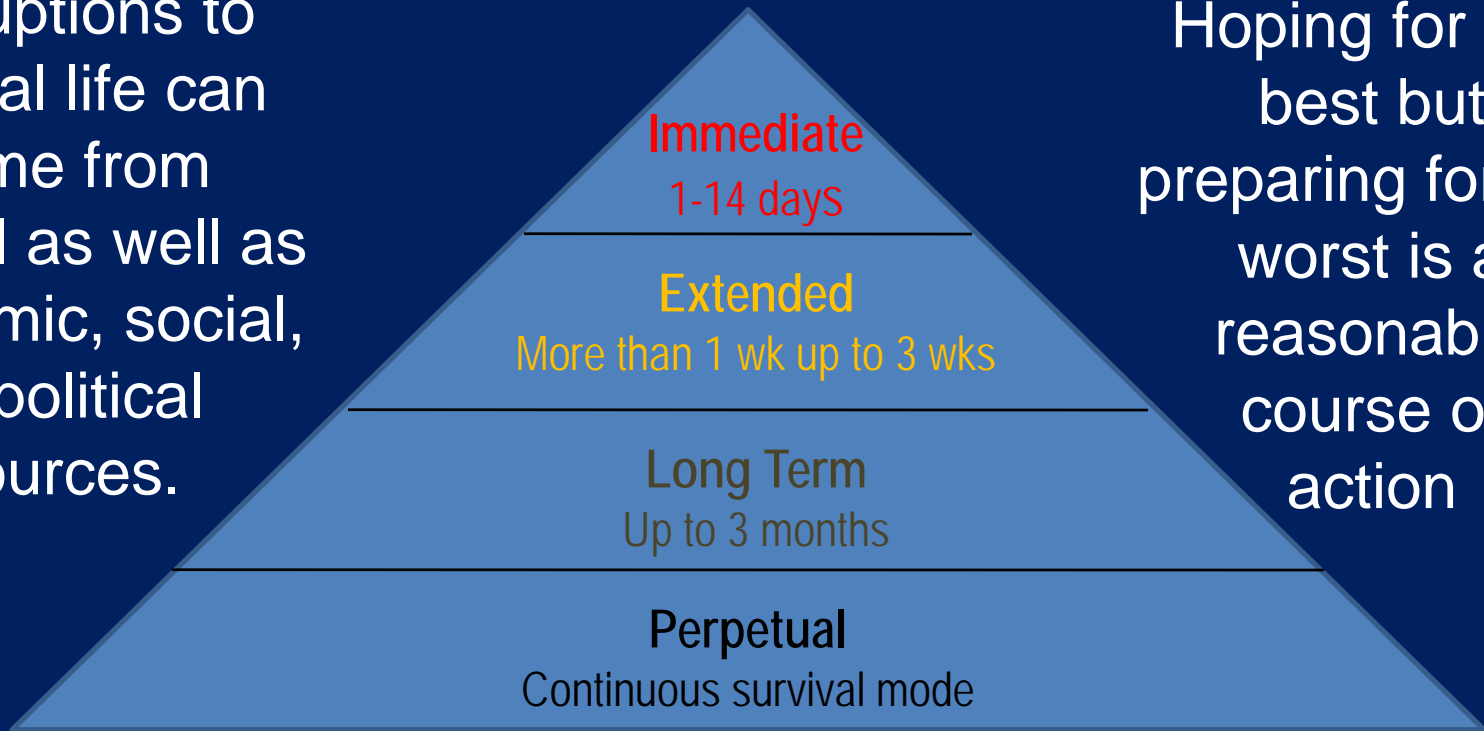 uptions to
al life can
me from
l as well as
mic, social,
political
ources.
Immediate
1-14 days
Extended
More than 1 wk up to 3 wks
Long Term
Up to 3 months
Perpetual
Continuous survival mode
Hoping for
best but
preparing for
worst is a
reasonab
course o
action